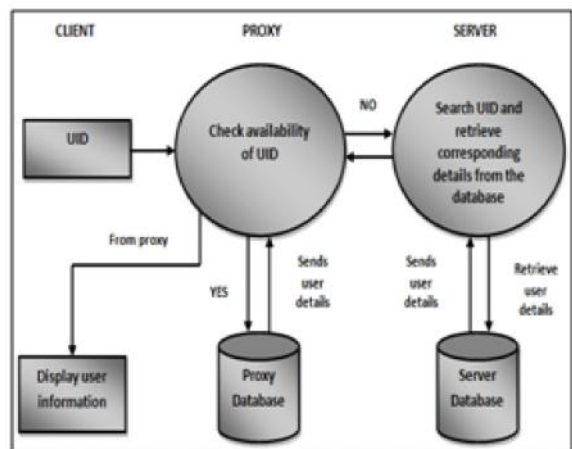 CLIENT
PROXY
SERVER
UID
Check availability
of UID
NO
Search UID and
retrieve
corresponding
details from the
database
From proxy
YES
Sends
user
details
Sends
user
details
Retrieve
user
details
Display user
information
Proxy
Database
Server
Database